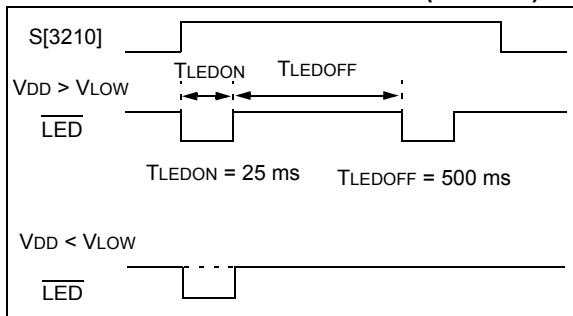 S[3210]
TLEDON TLEDOFF
VDD > VLOW
LED
TLEDON = 25 ms TLEDOFF = 500 ms
VDD < VLOW
LED